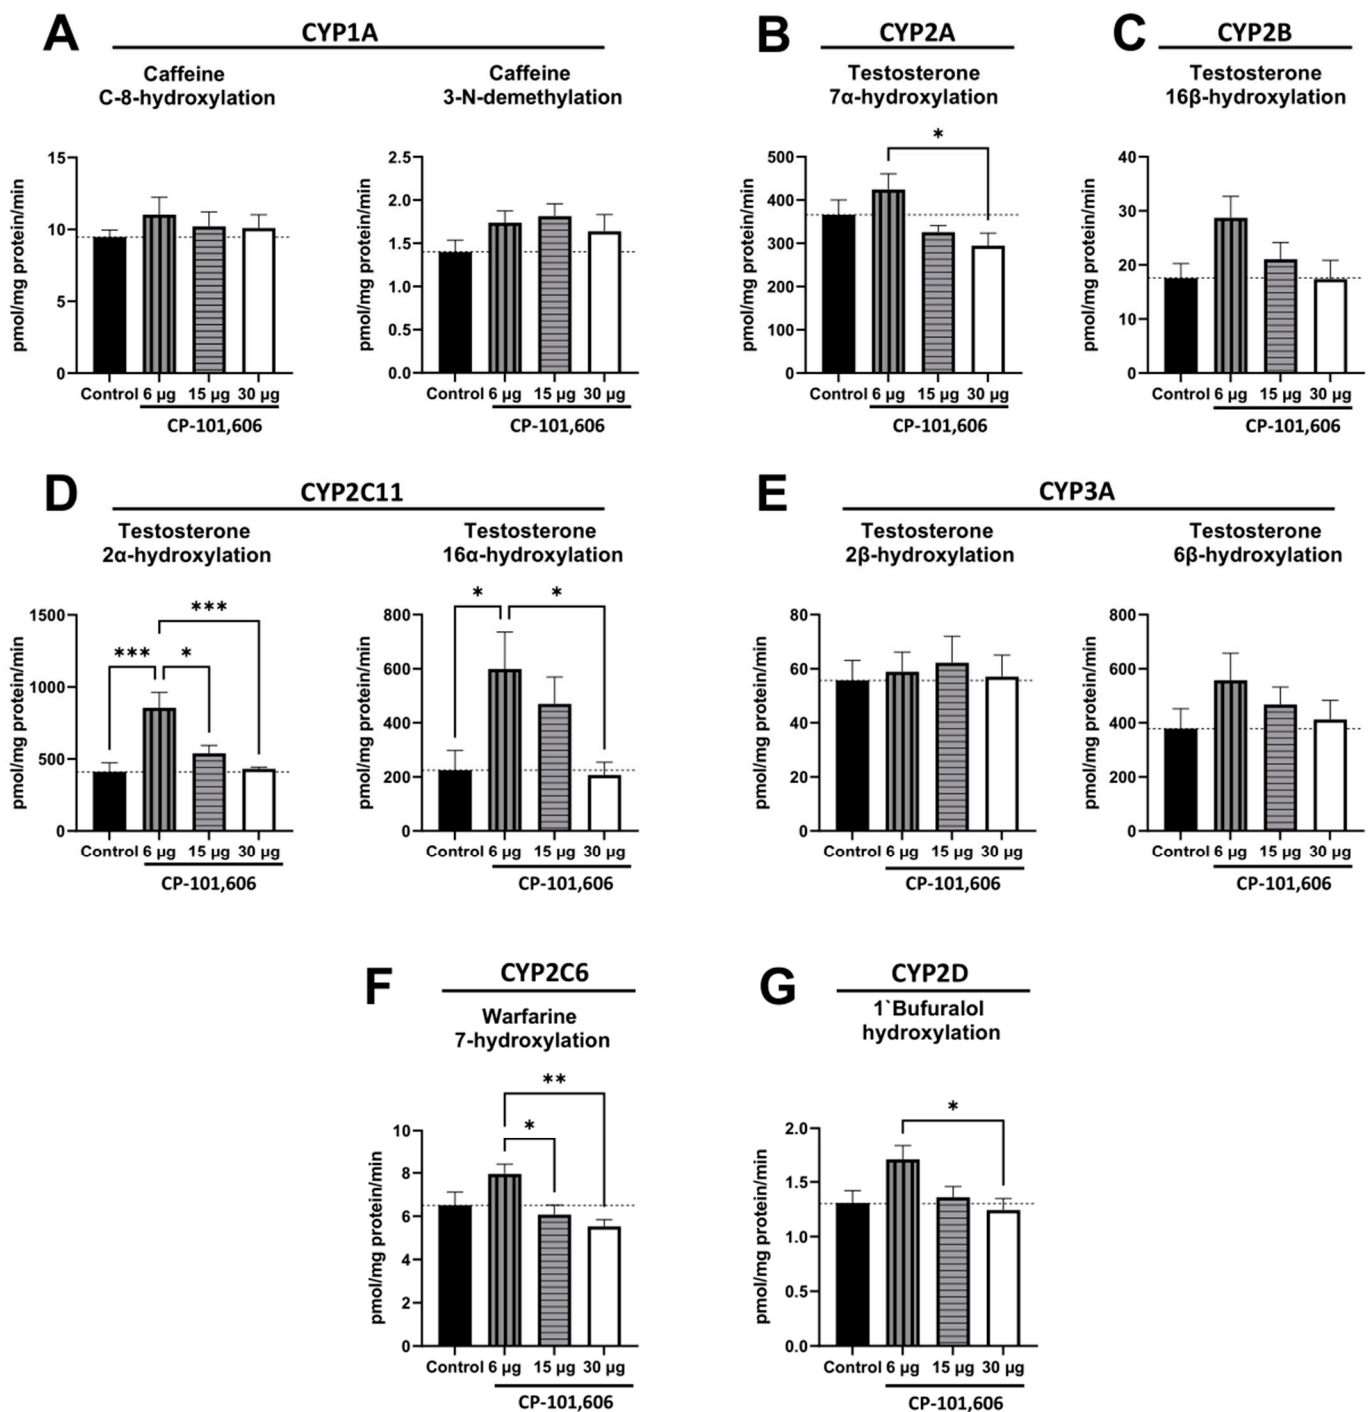 A
CYP1A
Caffeine
C-8-hydroxylation
pmol/mg protein/min
15
10
5
0
Control 6 µg 15 µg 30 µg
CP-101,606
Caffeine
3-N-demethylation
pmol/mg protein/min
2.5
2.0
1.5
1.0
0.5
0.0
Control 6 µg 15 µg 30 µg
CP-101,606
B
CYP2A
Testosterone
7α-hydroxylation
*
pmol/mg protein/min
500
400
300
200
100
0
Control 6 µg 15 µg 30 µg
CP-101,606
C
CYP2B
Testosterone
16β-hydroxylation
pmol/mg protein/min
40
30
20
10
0
Control 6 µg 15 µg 30 µg
CP-101,606
D
CYP2C11
Testosterone
2α-hydroxylation
***
*** *
pmol/mg protein/min
1500
1000
500
0
Control 6 µg 15 µg 30 µg
CP-101,606
Testosterone
16α-hydroxylation
* *
pmol/mg protein/min
800
600
400
200
0
Control 6 µg 15 µg 30 µg
CP-101,606
E
CYP3A
Testosterone
2β-hydroxylation
pmol/mg protein/min
80
60
40
20
0
Control 6 µg 15 µg 30 µg
CP-101,606
Testosterone
6β-hydroxylation
pmol/mg protein/min
800
600
400
200
0
Control 6 µg 15 µg 30 µg
CP-101,606
F
CYP2C6
Warfarine
7-hydroxylation
**
*
pmol/mg protein/min
10
8
6
4
2
0
Control 6 µg 15 µg 30 µg
CP-101,606
G
CYP2D
1`Bufuralol
hydroxylation
*
pmol/mg protein/min
2.0
1.5
1.0
0.5
0.0
Control 6 µg 15 µg 30 µg
CP-101,606